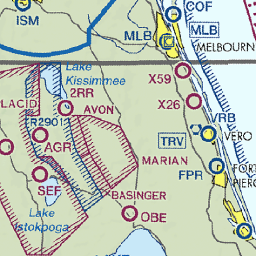 ISM
COF
MLB
MLB
MELBOURN
Lake
Kissimmee
X59
2RR
X26
LACID
AVON
R2901
VRB
VERO
TRV
AGR
MARIAN
FORT
PIERC
FPR
SEF
BASINGER
Lake
Istokpoga
OBE